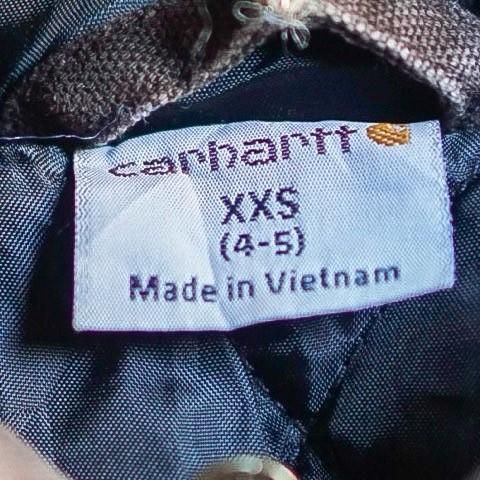 carhartt
XXS
(4-5)
Made in Vietnam